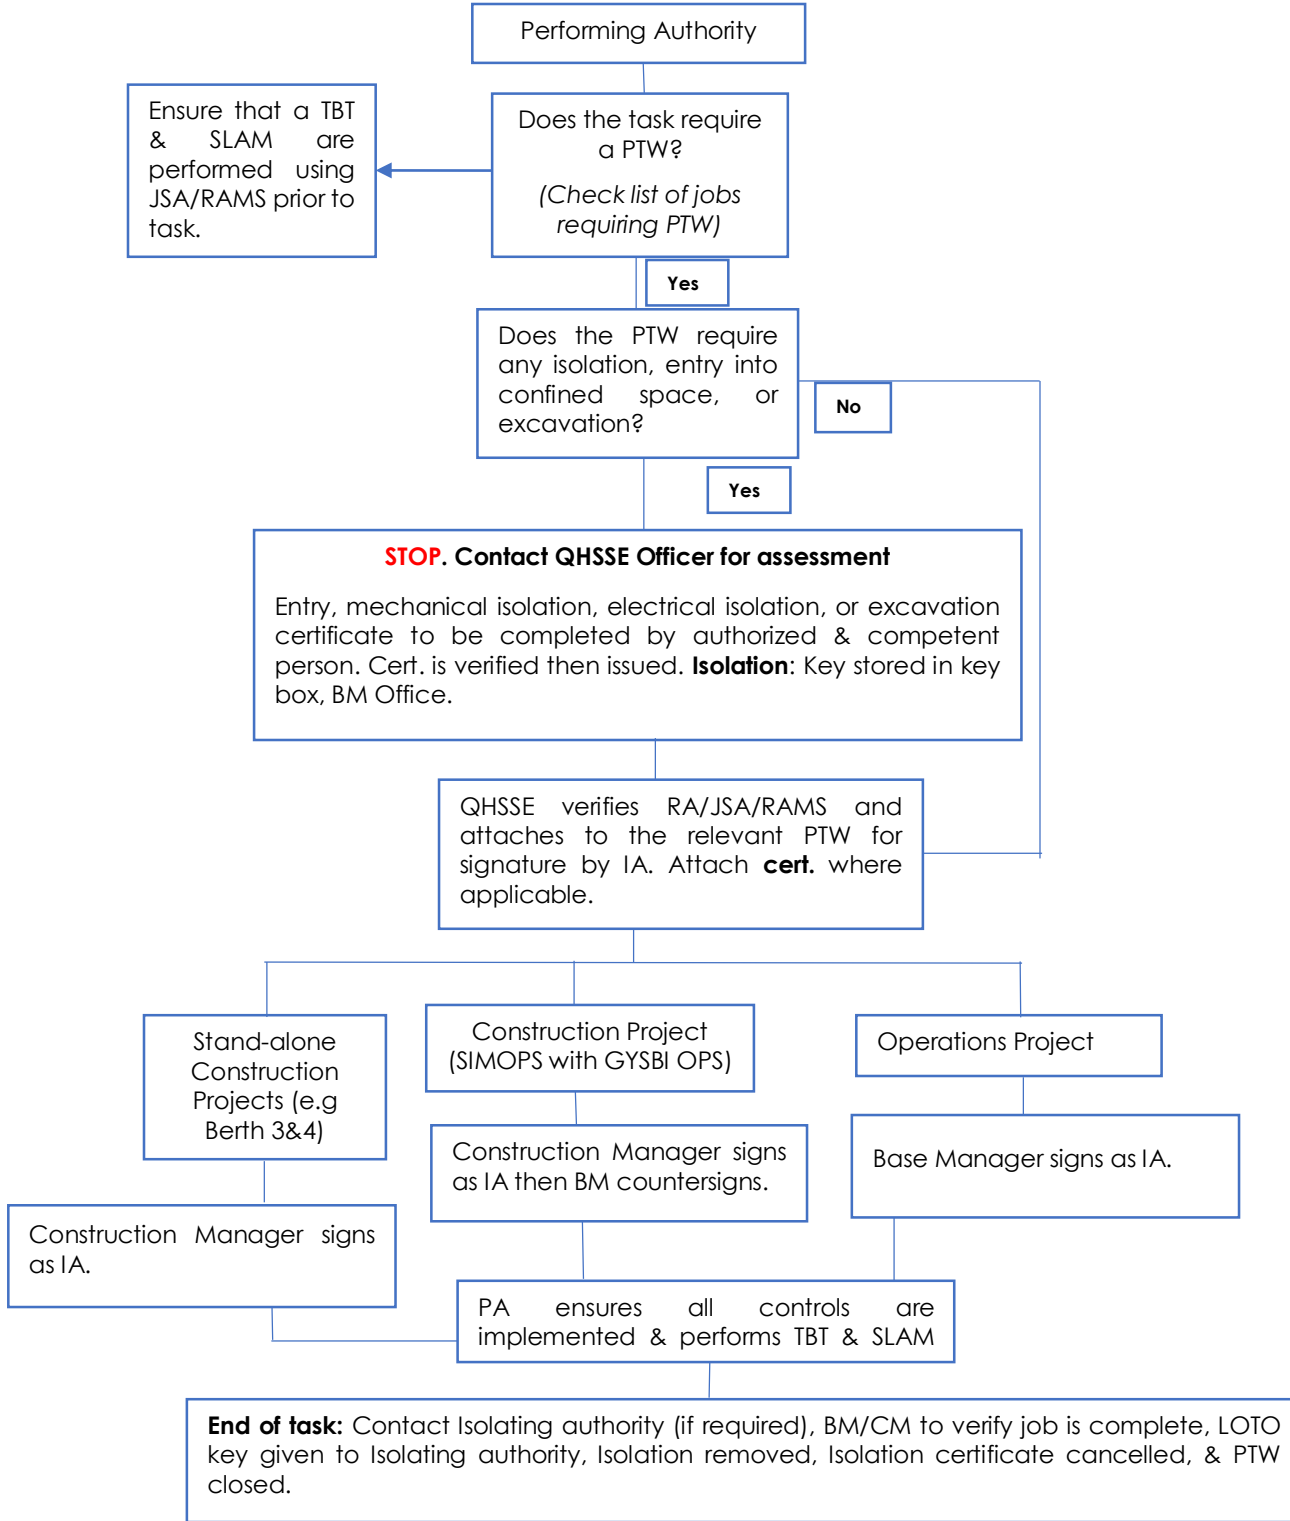 Performing Authority
Ensure that a TBT
& SLAM are
performed using
JSA/RAMS prior to
task.
Does the task require
a PTW?
(Check list of jobs
requiring PTW)
Yes
Does the PTW require
any isolation, entry into
confined space, or
excavation?
No
Yes
STOP. Contact QHSSE Officer for assessment
Entry, mechanical isolation, electrical isolation, or excavation
certificate to be completed by authorized & competent
person. Cert. is verified then issued. Isolation: Key stored in key
box, BM Office.
QHSSE verifies RA/JSA/RAMS and
attaches to the relevant PTW for
signature by IA. Attach cert. where
applicable.
Stand-alone
Construction
Projects (e.g
Berth 3&4)
Construction Project
(SIMOPS with GYSBI OPS)
Operations Project
Construction Manager signs
as IA then BM countersigns.
Base Manager signs as IA.
Construction Manager signs
as IA.
PA ensures all controls are
implemented & performs TBT & SLAM
End of task: Contact Isolating authority (if required), BM/CM to verify job is complete, LOTO
key given to Isolating authority, Isolation removed, Isolation certificate cancelled, & PTW
closed.